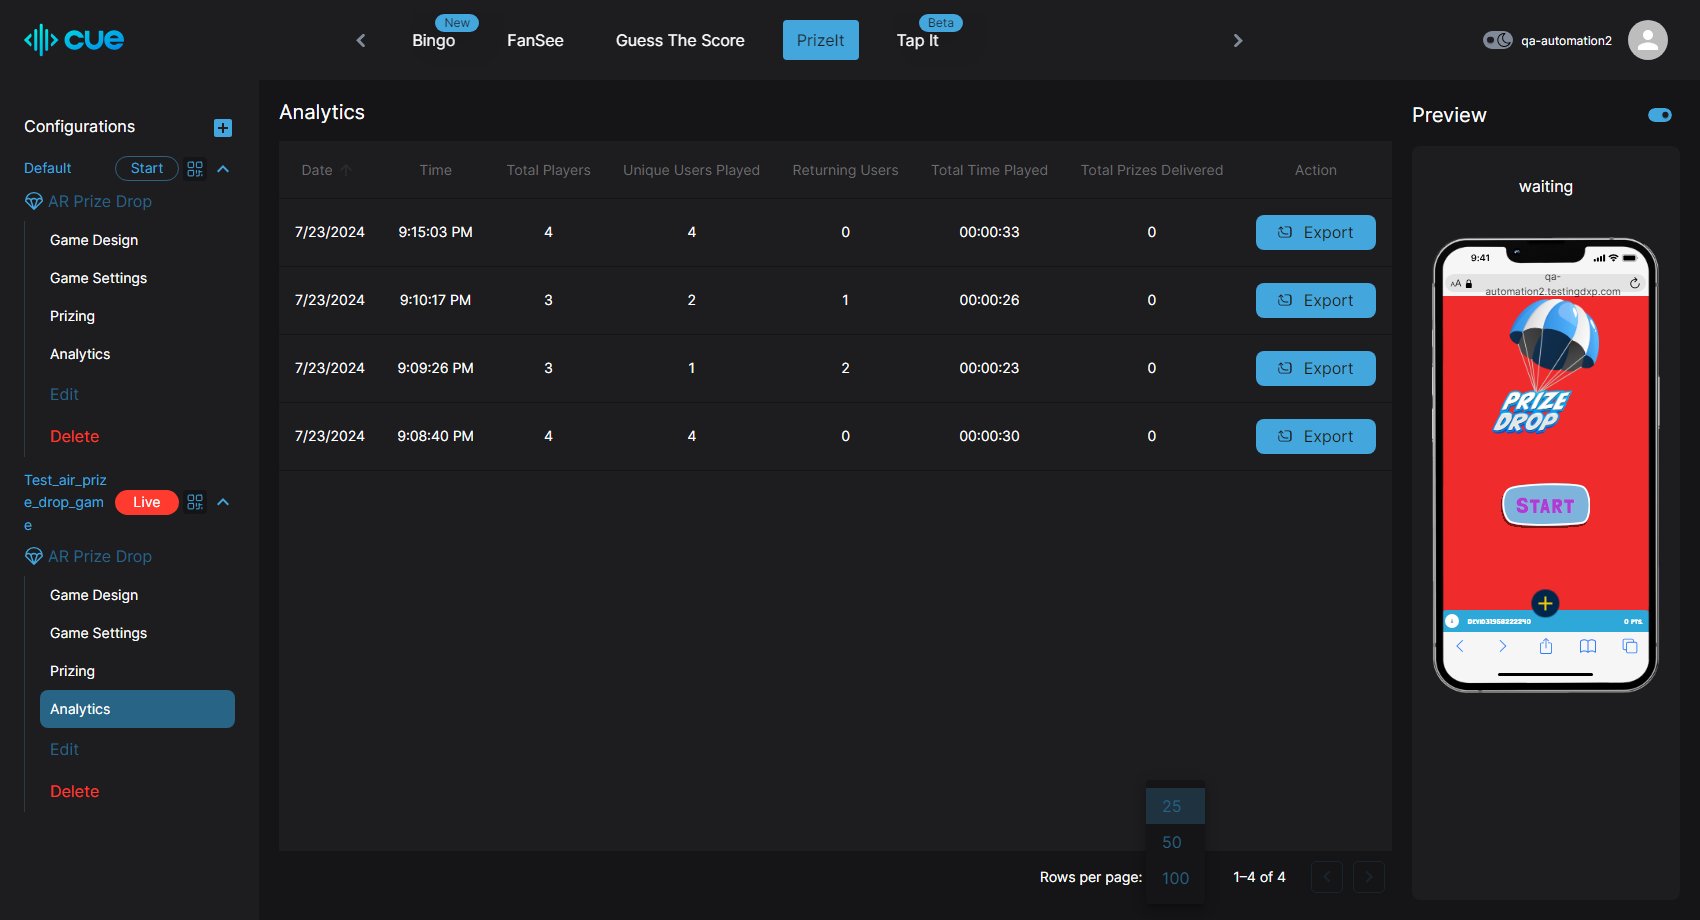 cue
New
Bingo
FanSee
Guess The Score
PrizeIt
Beta
Tap It
qa-automation2
Configurations
Default
Start
AR Prize Drop
Game Design
Game Settings
Prizing
Analytics
Edit
Delete
Test_air_priz
e_drop_gam
e
Live
AR Prize Drop
Game Design
Game Settings
Prizing
Analytics
Edit
Delete
Analytics
Date Time Total Players Unique Users Played Returning Users Total Time Played Total Prizes Delivered Action
7/23/2024 9:15:03 PM 4 4 0 00:00:33 0 Export
7/23/2024 9:10:17 PM 3 2 1 00:00:26 0 Export
7/23/2024 9:09:26 PM 3 1 2 00:00:23 0 Export
7/23/2024 9:08:40 PM 4 4 0 00:00:30 0 Export
25
50
100
Rows per page:
1–4 of 4
Preview
waiting
9:41
AA
qa-
automation2.testingdxp.com
PRIZE
DROP
START
0 PTS.